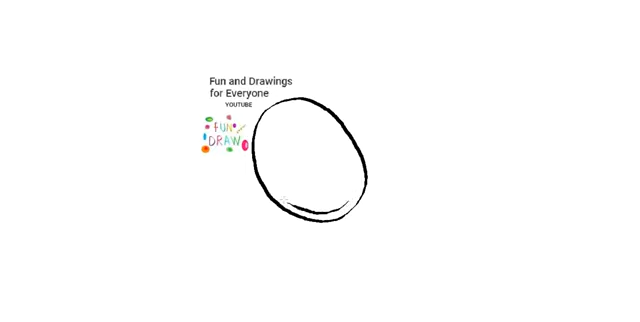 Fun and Drawings
for Everyone
YOUTUBE
FUN
DRAW